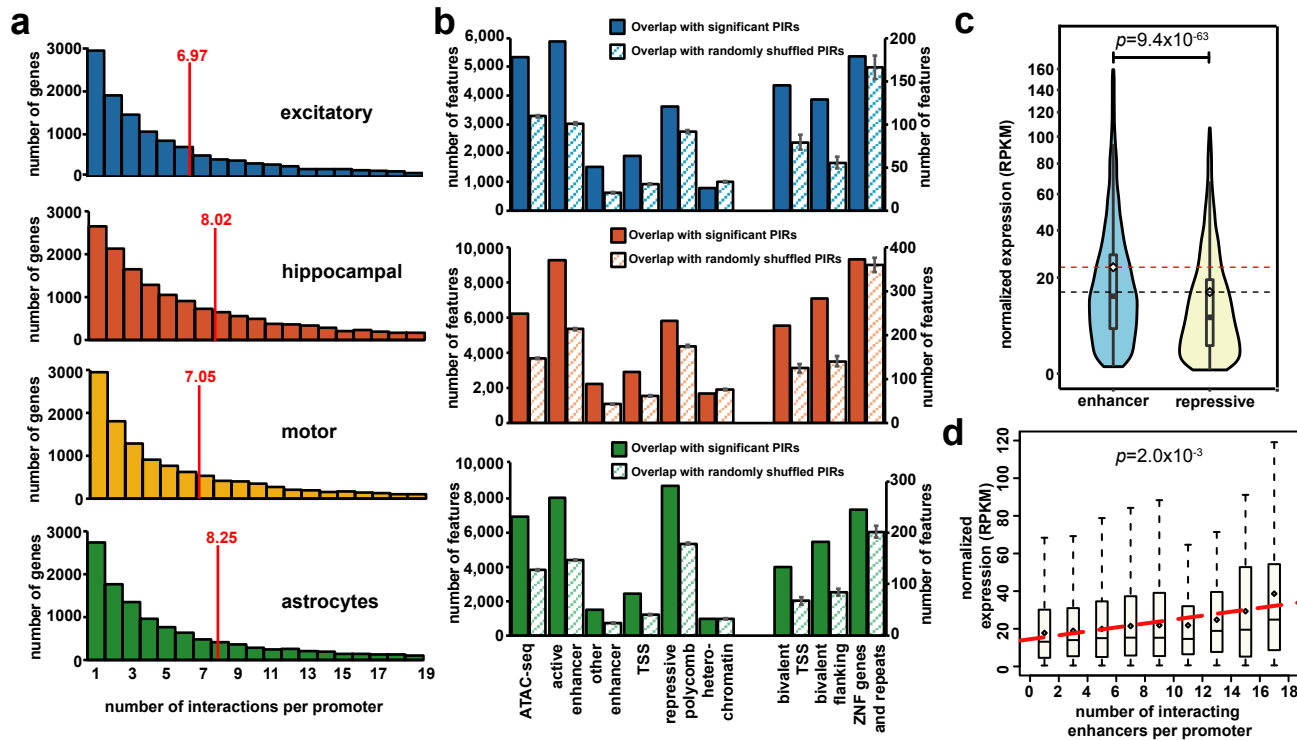 a
number of genes
3000
2000
1000
0
6.97
excitatory
number of genes
3000
2000
1000
0
8.02
hippocampal
number of genes
3000
2000
1000
0
7.05
motor
number of genes
3000
2000
1000
0
8.25
astrocytes
1 3 5 7 9 11 13 15 17 19
number of interactions per promoter
b
Overlap with significant PIRs
Overlap with randomly shuffled PIRs
number of features
6,000
5,000
4,000
3,000
2,000
1,000
0
200
150
100
50
0
number of features
Overlap with significant PIRs
Overlap with randomly shuffled PIRs
number of features
10,000
8,000
6,000
4,000
2,00
0
400
300
200
100
0
number of features
Overlap with significant PIRs
Overlap with randomly shuffled PIRs
number of features
10,000
8,000
6,000
4,000
2,000
0
300
200
100
0
number of features
ATAC-seq
active
enhancer
other
enhancer
TSS
repressive
polycomb
hetero-
chromatin
bivalent
TSS
bivalent
flanking
ZNF genes
and repeats
c
p=9.4x10-63
normalized expression (RPKM)
160
140
120
100
80
60
40
20
0
enhancer repressive
d
p=2.0x10-3
normalized
expression (RPKM)
120
100
80
60
40
20
0
0 2 4 6 8 10 12 14 16 18
number of interacting
enhancers per promoter